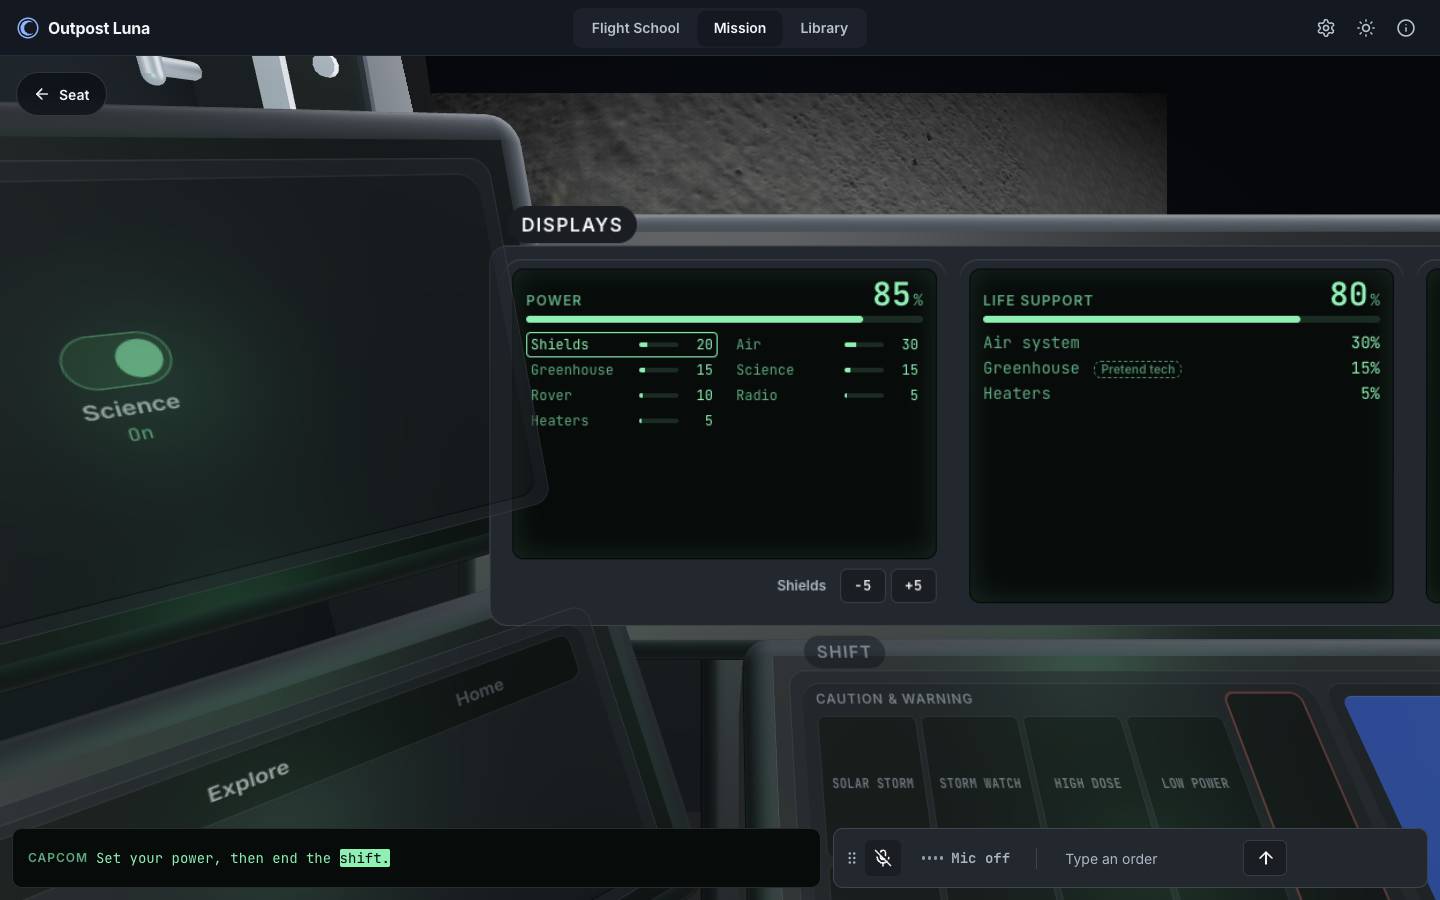 Outpost Luna
Flight School
Mission
Library
Seat
DISPLAYS
POWER 85%
Shields 20
Air 30
Greenhouse 15
Science 15
Rover 10
Radio 5
Heaters 5
Shields -5 +5
LIFE SUPPORT 80%
Air system 30%
Greenhouse Pretend tech 15%
Heaters 5%
Science
On
Home
Explore
SHIFT
CAUTION & WARNING
SOLAR STORM
STORM WATCH
HIGH DOSE
LOW POWER
CAPCOM Set your power, then end the shift.
Mic off
Type an order